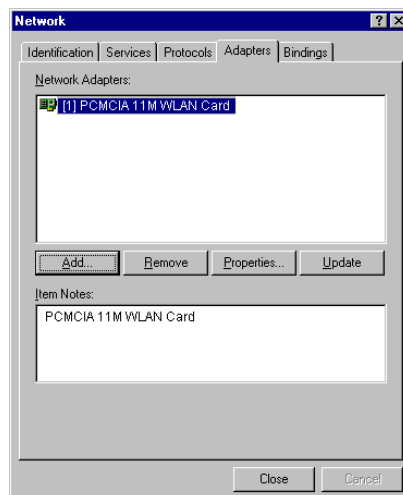 Network
Identification Services Protocols Adapters Bindings
Network Adapters:
[1] PCMCIA 11M WLAN Card
Add... Remove Properties... Update
Item Notes:
PCMCIA 11M WLAN Card
Close Cancel